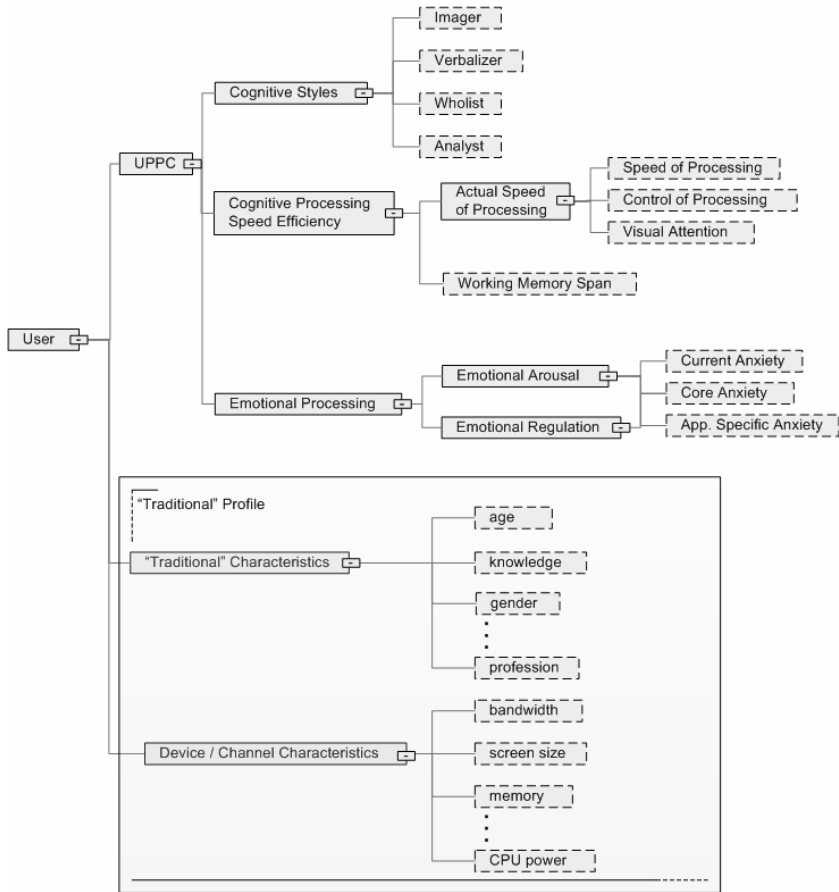 Imager
Verbalizer
Cognitive Styles
Wholist
Analyst
UPPC
Speed of Processing
Cognitive Processing
Speed Efficiency
Actual Speed
of Processing
Control of Processing
Visual Attention
Working Memory Span
User
Current Anxiety
Emotional Arousal
Core Anxiety
Emotional Processing
Emotional Regulation
App. Specific Anxiety
“Traditional” Profile
age
“Traditional” Characteristics
knowledge
gender
profession
bandwidth
Device / Channel Characteristics
screen size
memory
CPU power